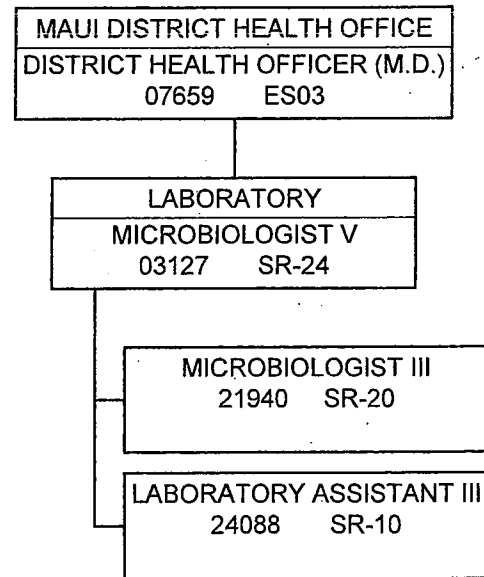 MAUI DISTRICT HEALTH OFFICE
DISTRICT HEALTH OFFICER (M.D.)
07659 ES03
LABORATORY
MICROBIOLOGIST V
03127 SR-24
MICROBIOLOGIST III
21940 SR-20
LABORATORY ASSISTANT III
24088 SR-10